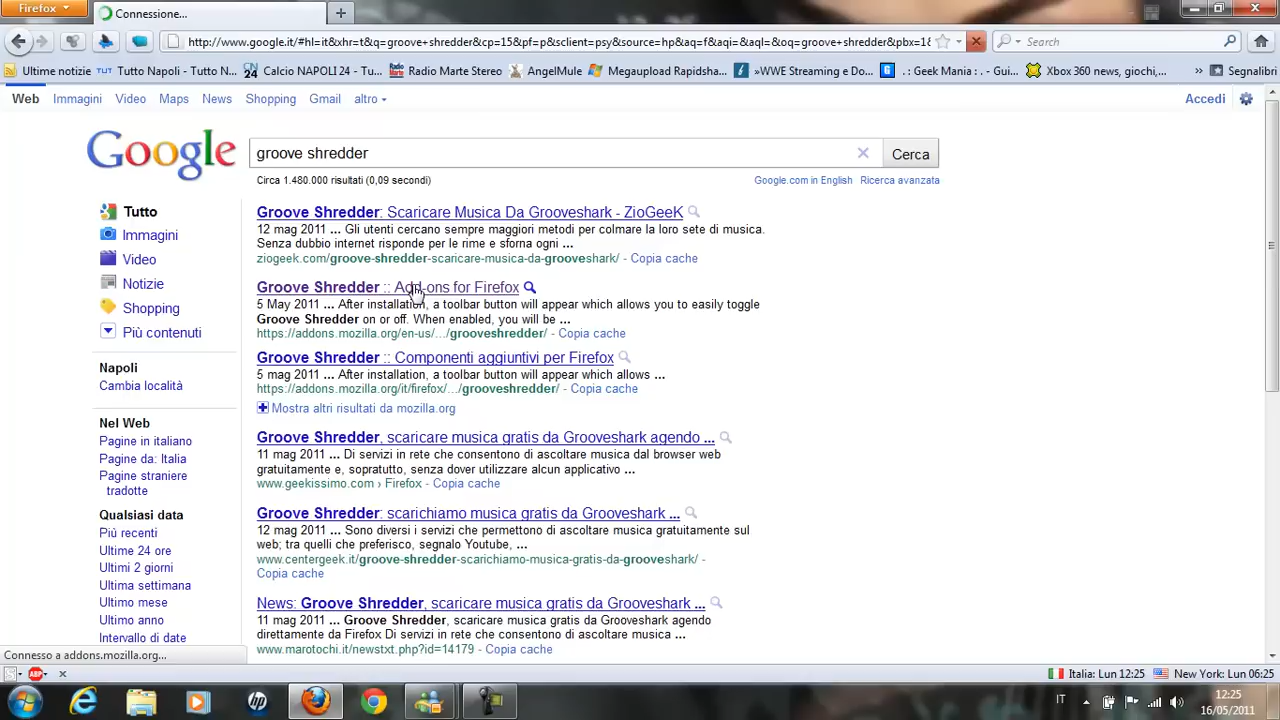 Firefox
Connessione...
http://www.google.it/#hl=it&xhr=t&q=groove+shredder&cp=15&pf=p&sclient=psy&source=hp&aq=f&aqi=&aql=&oq=groove+shredder&pbx=1&
Search
Ultime notizie
TUT Tutto Napoli - Tutto N...
CN 24 Calcio NAPOLI 24 - Tu...
Radio Marte Stereo
AngelMule
Megaupload Rapidsha...
»WWE Streaming e Do...
. : Geek Mania : . - Gui...
Xbox 360 news, giochi,...
Segnalibri
Web Immagini Video Maps News Shopping Gmail altro
Accedi
Google
groove shredder
Cerca
Circa 1.480.000 risultati (0,09 secondi)
Google.com in English Ricerca avanzata
Tutto
Immagini
Video
Notizie
Shopping
Più contenuti
Napoli
Cambia località
Nel Web
Pagine in italiano
Pagine da: Italia
Pagine straniere
tradotte
Qualsiasi data
Più recenti
Ultime 24 ore
Ultimi 2 giorni
Ultima settimana
Ultimo mese
Ultimo anno
Intervallo di date
Groove Shredder: Scaricare Musica Da Grooveshark - ZioGeeK
12 mag 2011 ... Gli utenti cercano sempre maggiori metodi per colmare la loro sete di musica.
Senza dubbio internet risponde per le rime e sforna ogni ...
ziogeek.com/groove-shredder-scaricare-musica-da-grooveshark/ - Copia cache
Groove Shredder :: Add-ons for Firefox
5 May 2011 ... After installation, a toolbar button will appear which allows you to easily toggle
Groove Shredder on or off. When enabled, you will be ...
https://addons.mozilla.org/en-us/.../grooveshredder/ - Copia cache
Groove Shredder :: Componenti aggiuntivi per Firefox
5 mag 2011 ... After installation, a toolbar button will appear which allows ...
https://addons.mozilla.org/it/firefox/.../grooveshredder/ - Copia cache
Mostra altri risultati da mozilla.org
Groove Shredder, scaricare musica gratis da Grooveshark agendo ...
11 mag 2011 ... Di servizi in rete che consentono di ascoltare musica dal browser web
gratuitamente e, sopratutto, senza dover utilizzare alcun applicativo ...
www.geekissimo.com › Firefox - Copia cache
Groove Shredder: scarichiamo musica gratis da Grooveshark ...
12 mag 2011 ... Sono diversi i servizi che permettono di ascoltare musica gratuitamente sul
web; tra quelli che preferisco, segnalo Youtube, ...
www.centergeek.it/groove-shredder-scarichiamo-musica-gratis-da-grooveshark/ -
Copia cache
News: Groove Shredder, scaricare musica gratis da Grooveshark ...
11 mag 2011 ... Groove Shredder, scaricare musica gratis da Grooveshark agendo
direttamente da Firefox Di servizi in rete che consentono di ascoltare musica ...
www.marotochi.it/newstxt.php?id=14179 - Copia cache
Connesso a addons.mozilla.org...
ABP
Italia: Lun 12:25
New York: Lun 06:25
hp
IT
12:25
16/05/2011